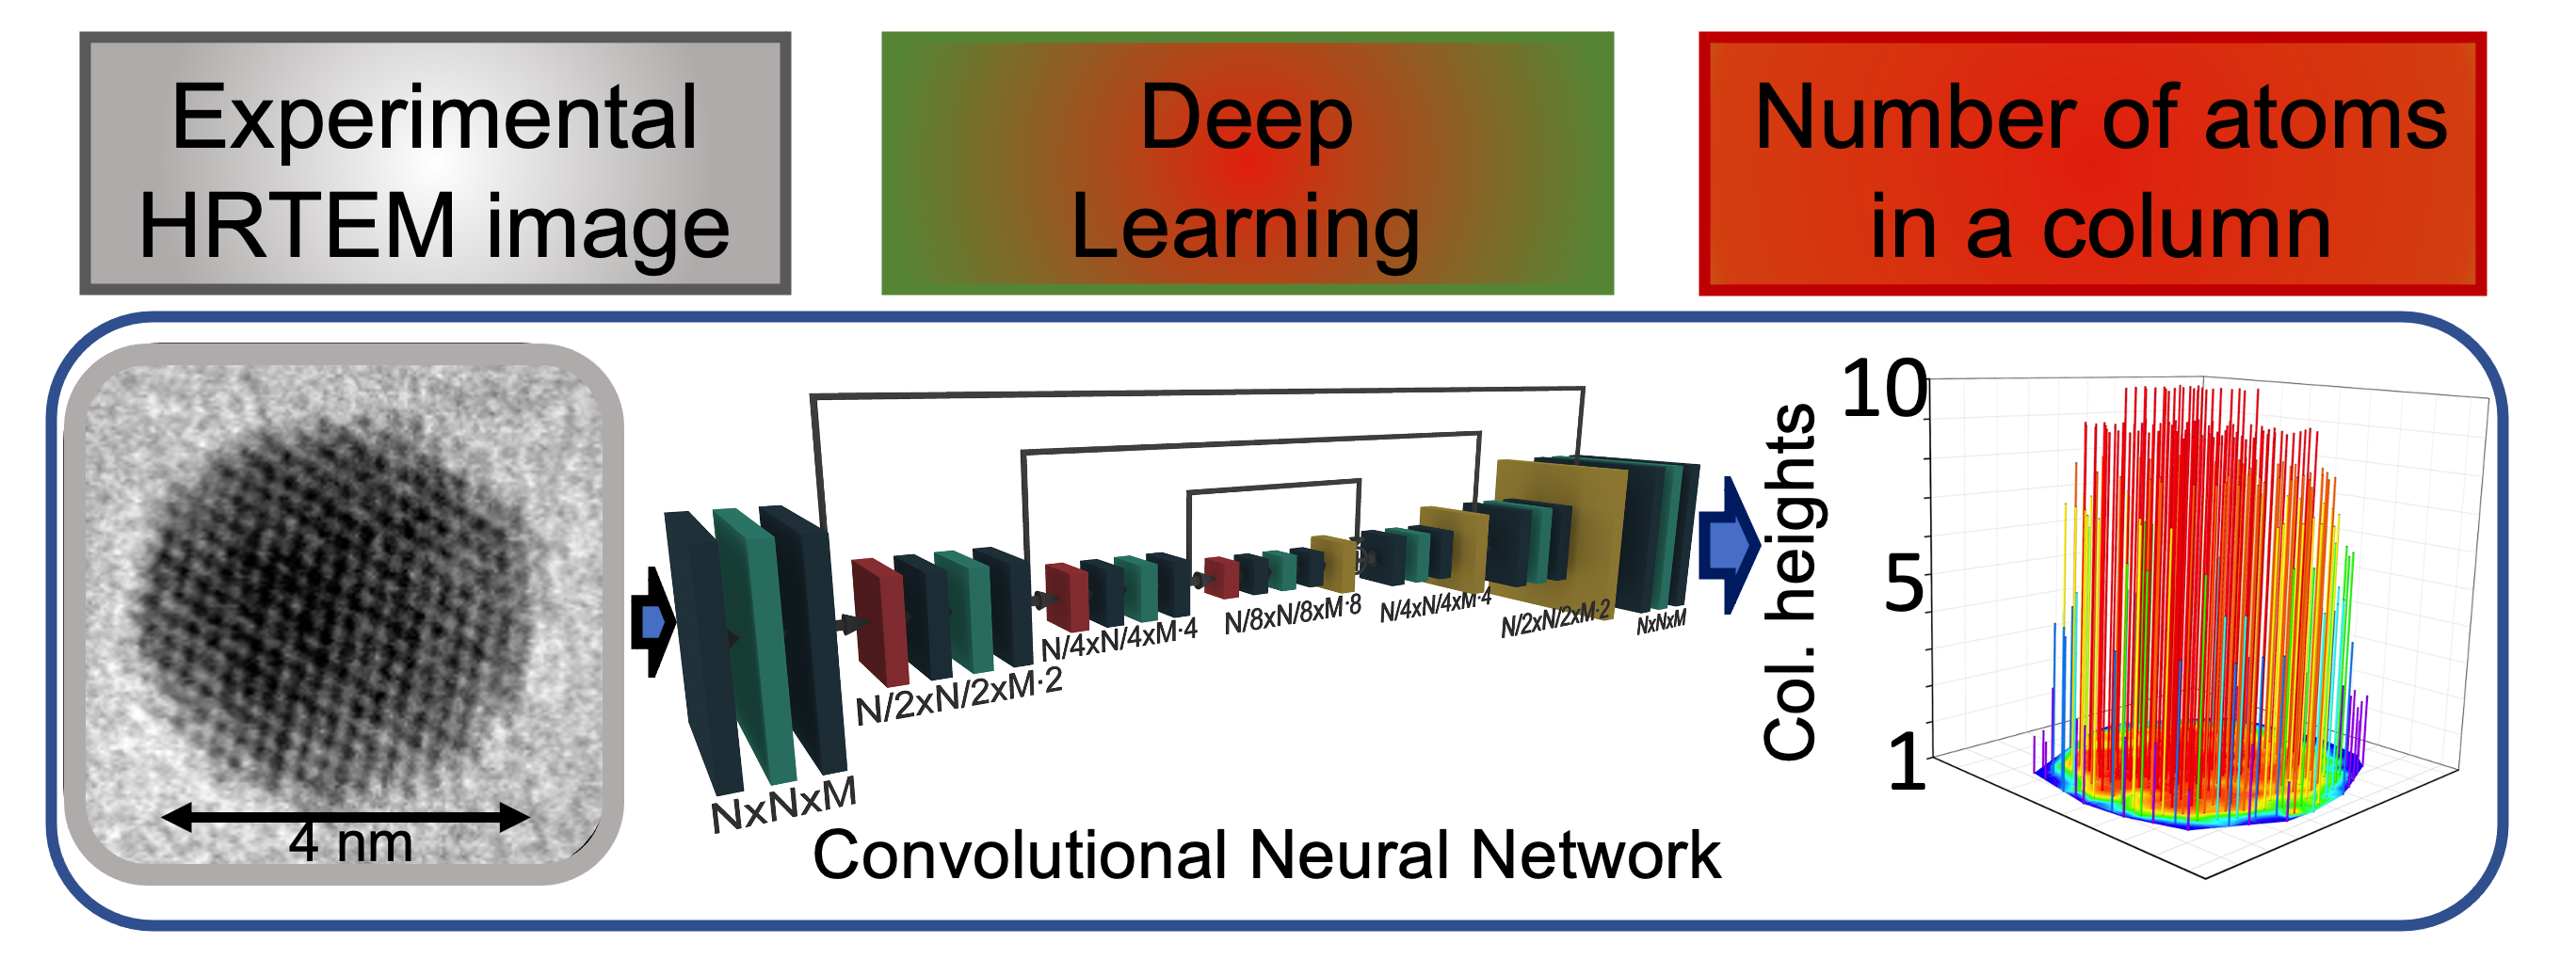 Experimental
HRTEM image
Deep
Learning
Number of atoms
in a column
4 nm
NxNxM
N/2xN/2xM·2
N/4xN/4xM·4
N/8xN/8xM·8
N/4xN/4xM·4
N/2xN/2xM·2
NxNxM
Convolutional Neural Network
Col. heights
10
5
1